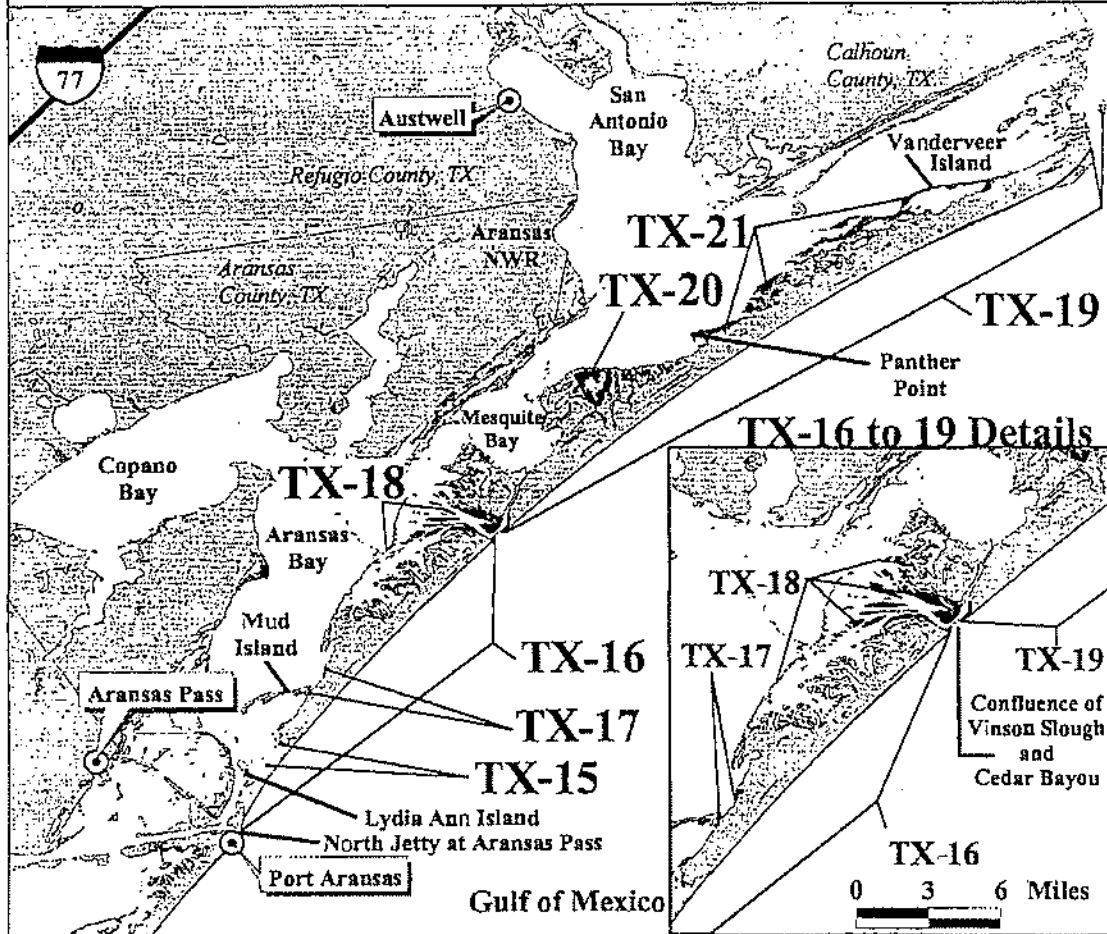 77
Calhoun
County, TX
Austwell
San
Antonio
Bay
Vanderveer
Island
Refugio County, TX
Aransas
NWR
TX-21
Aransas
County, TX
TX-20
TX-19
Panther
Point
Mesquite
Bay
TX-16 to 19 Details
Copano
Bay
TX-18
Aransas
Bay
TX-18
Mud
Island
TX-16
TX-17
TX-19
Aransas Pass
TX-17
Confluence of
Vinson Slough
and
Cedar Bayou
TX-15
Lydia Ann Island
North Jetty at Aransas Pass
TX-16
Port Aransas
0 3 6 Miles
Gulf of Mexico